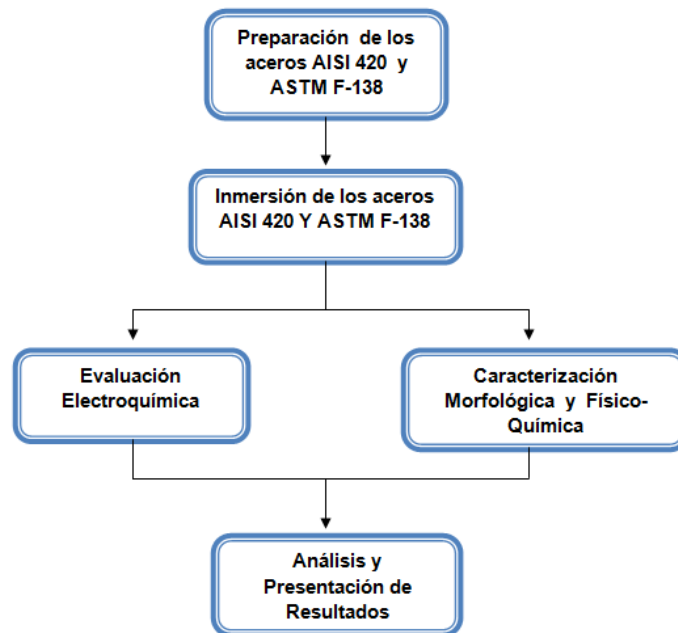 Preparación de los
aceros AISI 420 y
ASTM F-138
Inmersión de los aceros
AISI 420 Y ASTM F-138
Evaluación
Electroquímica
Caracterización
Morfológica y Físico-
Química
Análisis y
Presentación de
Resultados